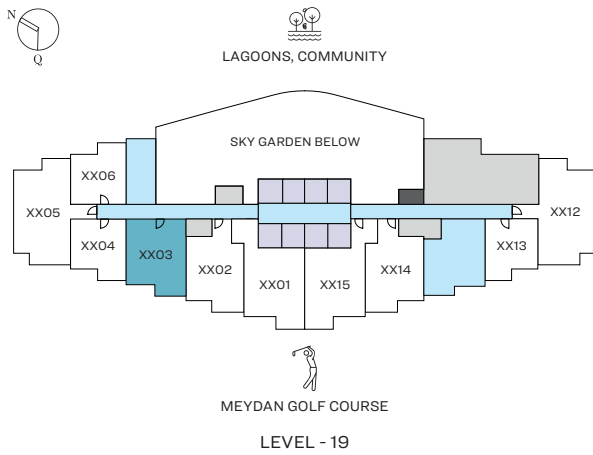 N
Q
LAGOONS, COMMUNITY
SKY GARDEN BELOW
XX06
XX05
XX12
XX04
XX03
XX02
XX01
XX15
XX14
XX13
MEYDAN GOLF COURSE
LEVEL - 19